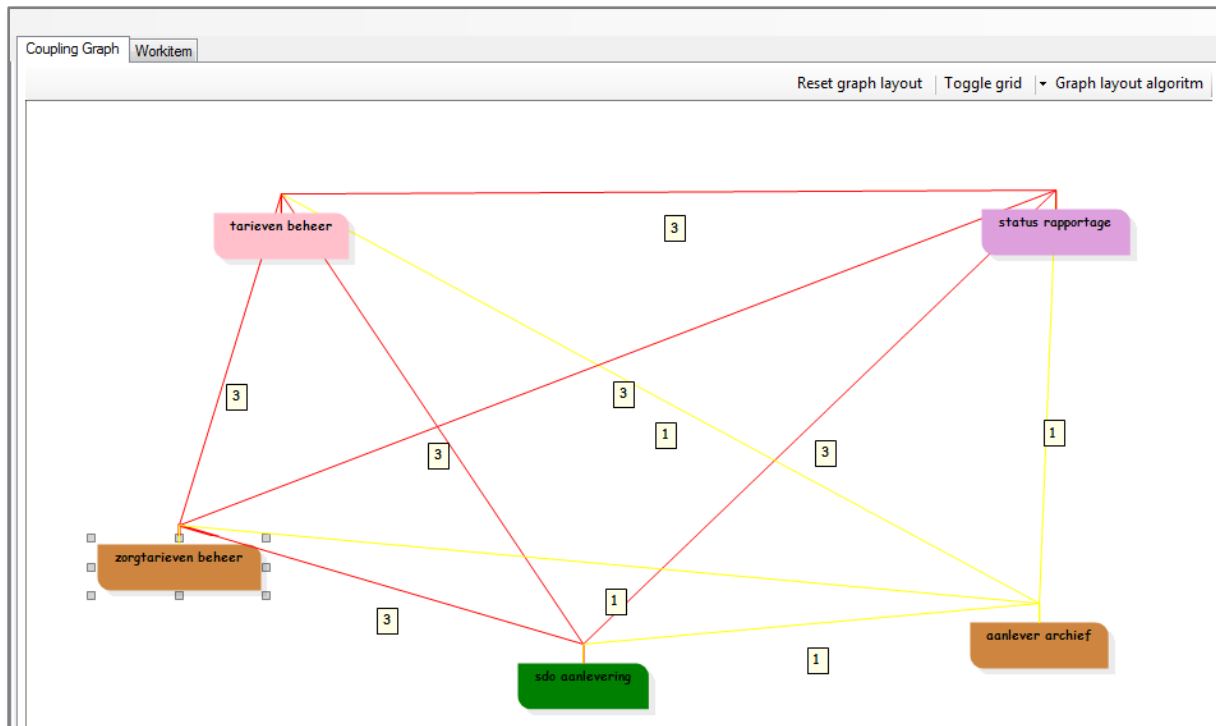 Coupling Graph
Workitem
Reset graph layout
Toggle grid
Graph layout algoritm
tarieven beheer
status rapportage
3
3
3
1
1
3
3
zorgtarieven beheer
1
3
aanlever archief
1
sdo aanlevering